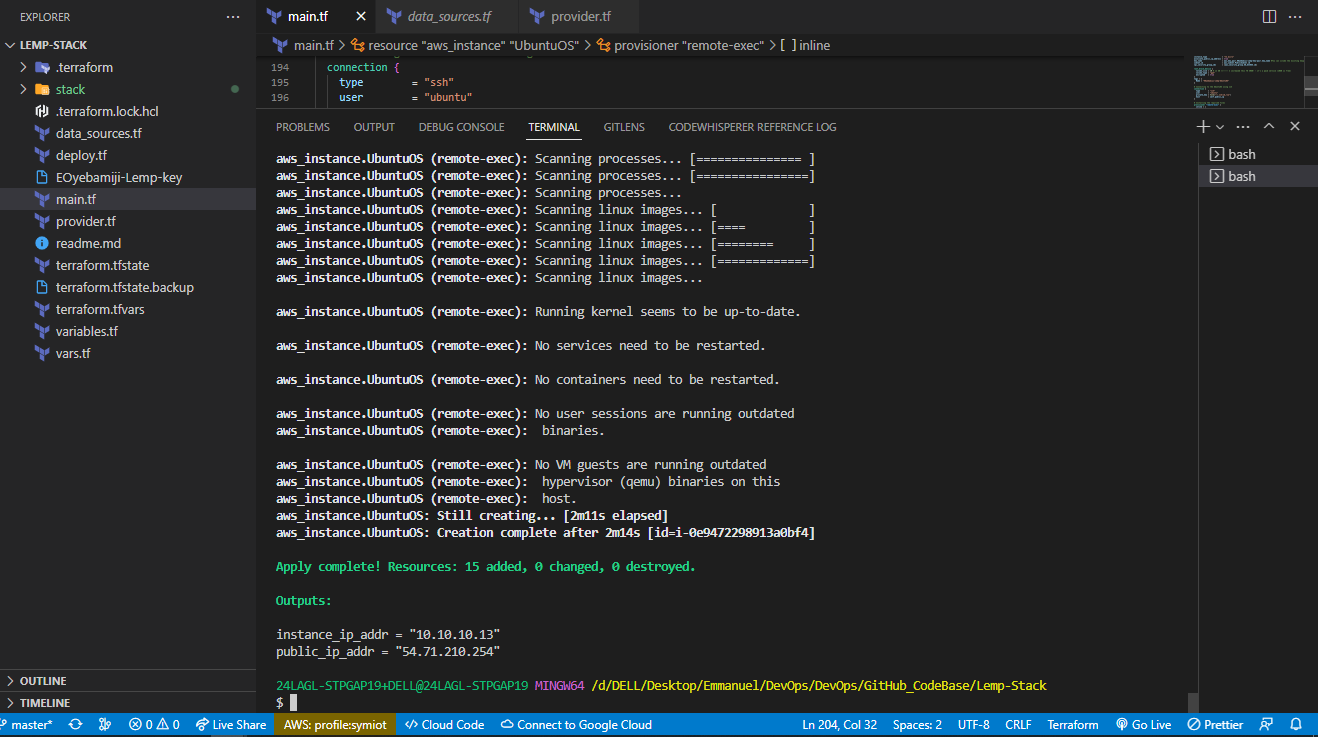 EXPLORER
LEMP-STACK
.terraform
stack
.terraform.lock.hcl
data_sources.tf
deploy.tf
EOyebamiji-Lemp-key
main.tf
provider.tf
readme.md
terraform.tfstate
terraform.tfstate.backup
terraform.tfvars
variables.tf
vars.tf
OUTLINE
TIMELINE
main.tf
data_sources.tf
provider.tf
main.tf > resource "aws_instance" "UbuntuOS" > provisioner "remote-exec" > [ ] inline
194 connection {
195 type = "ssh"
196 user = "ubuntu"
PROBLEMS OUTPUT DEBUG CONSOLE TERMINAL GITLENS CODEWHISPERER REFERENCE LOG
bash
bash
aws_instance.UbuntuOS (remote-exec): Scanning processes... [=============== ]
aws_instance.UbuntuOS (remote-exec): Scanning processes... [================]
aws_instance.UbuntuOS (remote-exec): Scanning processes...
aws_instance.UbuntuOS (remote-exec): Scanning linux images... [             ]
aws_instance.UbuntuOS (remote-exec): Scanning linux images... [====         ]
aws_instance.UbuntuOS (remote-exec): Scanning linux images... [========     ]
aws_instance.UbuntuOS (remote-exec): Scanning linux images... [=============]
aws_instance.UbuntuOS (remote-exec): Scanning linux images...
aws_instance.UbuntuOS (remote-exec): Running kernel seems to be up-to-date.
aws_instance.UbuntuOS (remote-exec): No services need to be restarted.
aws_instance.UbuntuOS (remote-exec): No containers need to be restarted.
aws_instance.UbuntuOS (remote-exec): No user sessions are running outdated
aws_instance.UbuntuOS (remote-exec):  binaries.
aws_instance.UbuntuOS (remote-exec): No VM guests are running outdated
aws_instance.UbuntuOS (remote-exec):  hypervisor (qemu) binaries on this
aws_instance.UbuntuOS (remote-exec):  host.
aws_instance.UbuntuOS: Still creating... [2m11s elapsed]
aws_instance.UbuntuOS: Creation complete after 2m14s [id=i-0e9472298913a0bf4]
Apply complete! Resources: 15 added, 0 changed, 0 destroyed.
Outputs:
instance_ip_addr = "10.10.10.13"
public_ip_addr = "54.71.210.254"
24LAGL-STPGAP19+DELL@24LAGL-STPGAP19 MINGW64 /d/DELL/Desktop/Emmanuel/DevOps/DevOps/GitHub_CodeBase/Lemp-Stack
$
master* 0 0 Live Share AWS: profile:symiot Cloud Code Connect to Google Cloud Ln 204, Col 32 Spaces: 2 UTF-8 CRLF Terraform Go Live Prettier